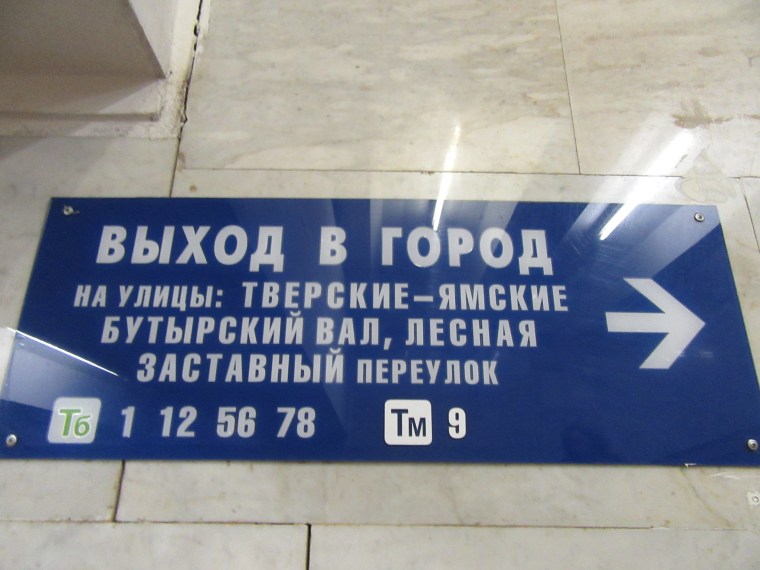 ВЫХОД В ГОРОД
НА УЛИЦЫ: ТВЕРСКИЕ–ЯМСКИЕ
БУТЫРСКИЙ ВАЛ, ЛЕСНАЯ
ЗАСТАВНЫЙ ПЕРЕУЛОК
Тб 1 12 56 78 Тм 9